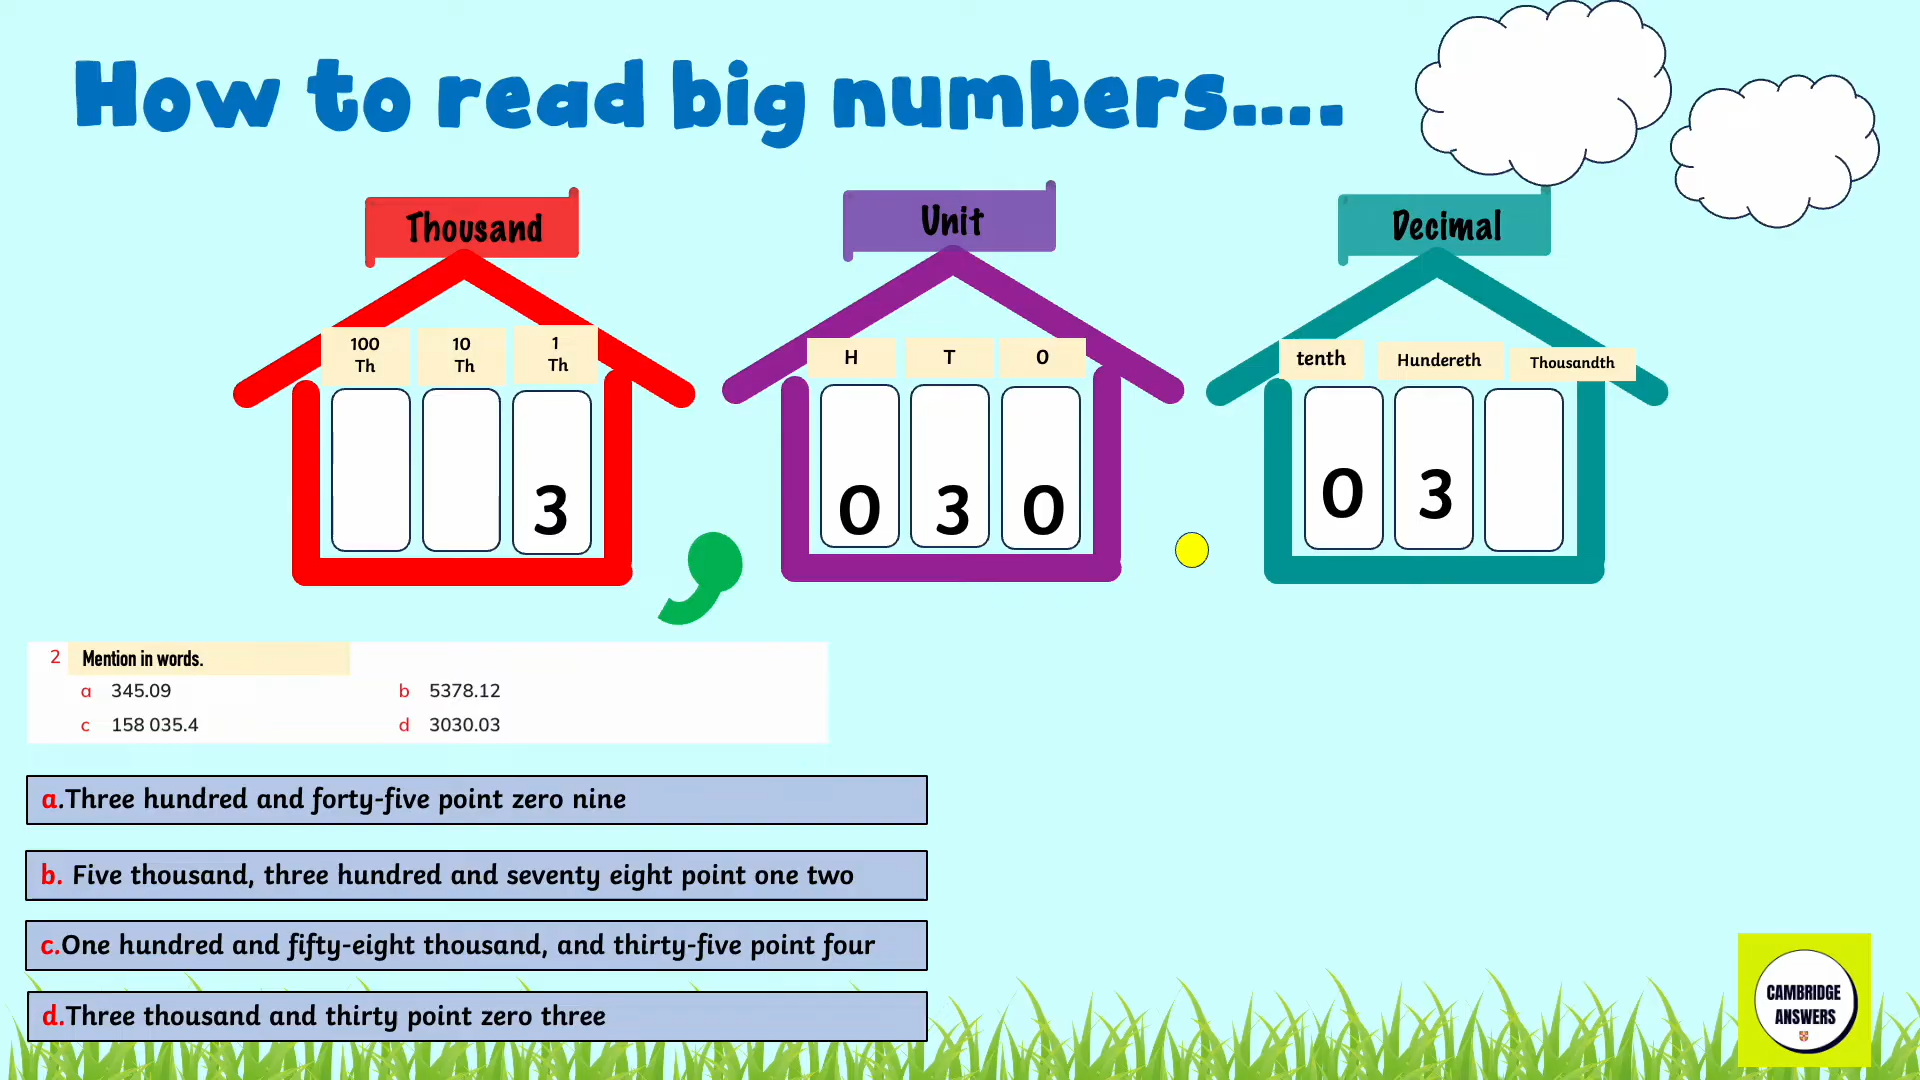 How to read big numbers....
Thousand
Unit
Decimal
100 Th
10 Th
1 Th
H
T
O
tenth
Hundereth
Thousandth
3
0
3
0
0
3
2 Mention in words.
a 345.09 b 5378.12
c 158 035.4 d 3030.03
a.Three hundred and forty-five point zero nine
b. Five thousand, three hundred and seventy eight point one two
c.One hundred and fifty-eight thousand, and thirty-five point four
d.Three thousand and thirty point zero three
CAMBRIDGE
ANSWERS